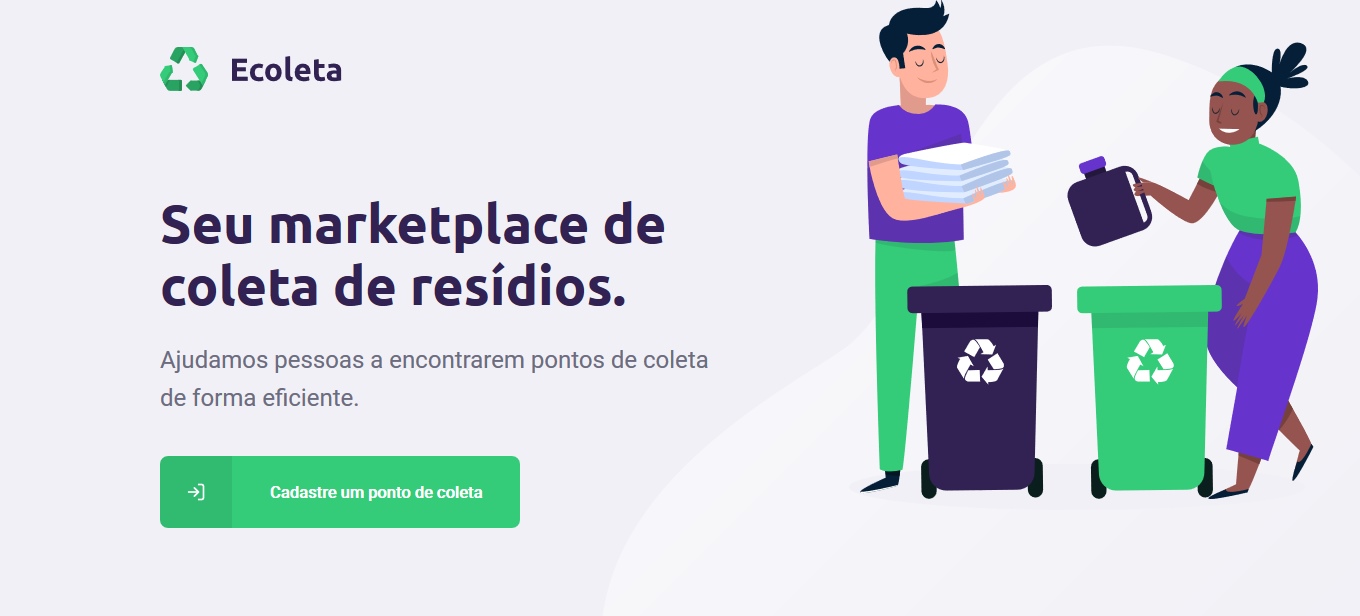 Ecoleta
Seu marketplace de
coleta de resídios.
Ajudamos pessoas a encontrarem pontos de coleta
de forma eficiente.
Cadastre um ponto de coleta